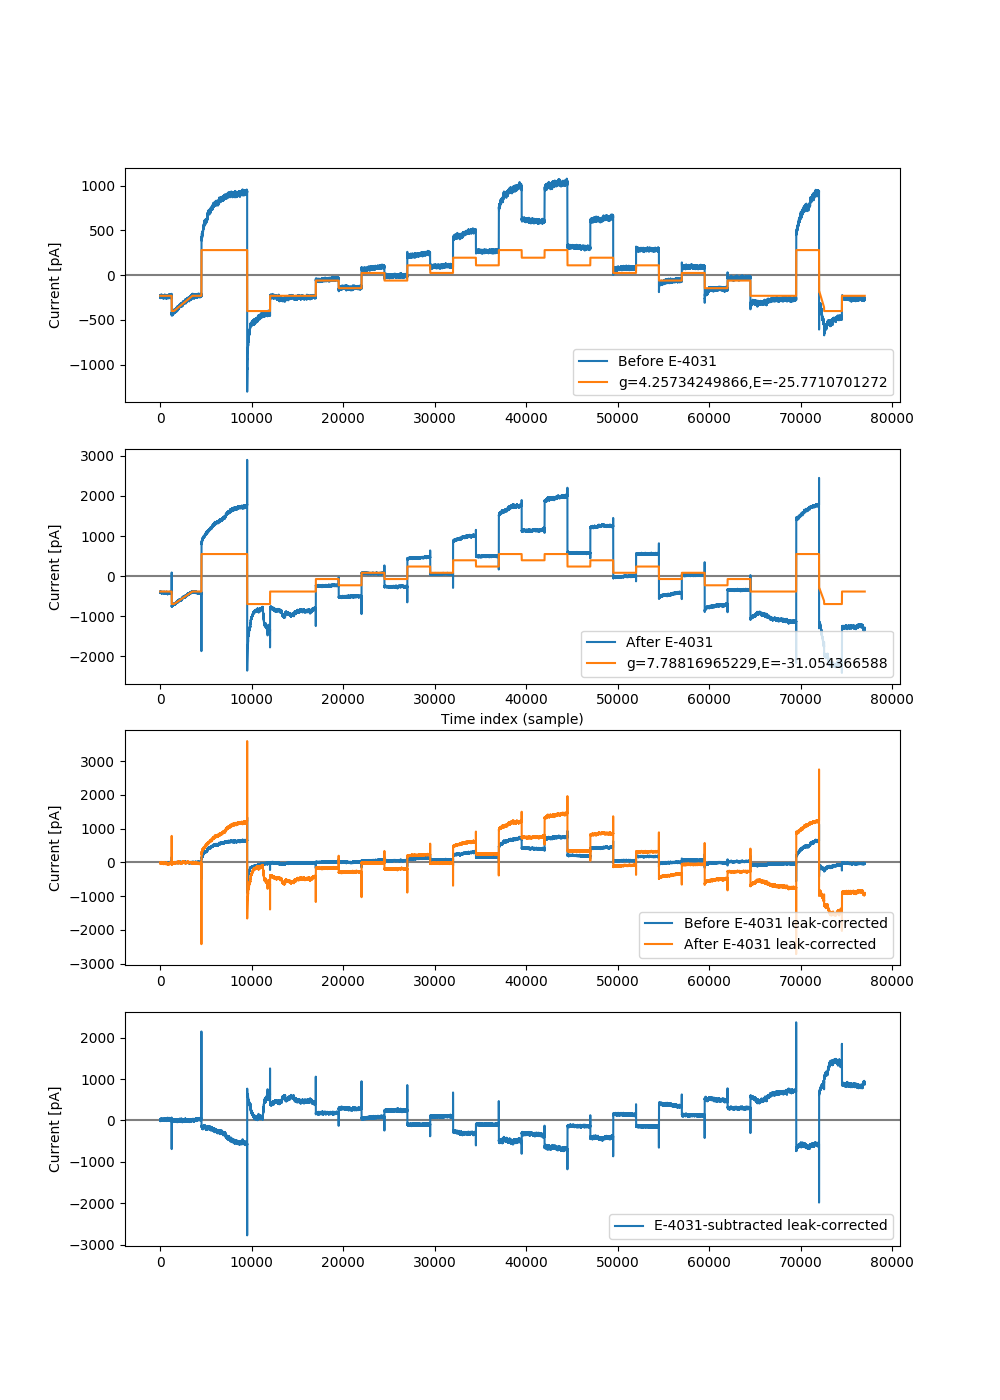 1000
500
0
−500
−1000
Current [pA]
Before E-4031
g=4.25734249866,E=-25.7710701272
0 10000 20000 30000 40000 50000 60000 70000 80000
3000
2000
1000
0
−1000
−2000
Current [pA]
After E-4031
g=7.78816965229,E=-31.054366588
0 10000 20000 30000 40000 50000 60000 70000 80000
Time index (sample)
3000
2000
1000
0
−1000
−2000
−3000
Current [pA]
Before E-4031 leak-corrected
After E-4031 leak-corrected
0 10000 20000 30000 40000 50000 60000 70000 80000
2000
1000
0
−1000
−2000
−3000
Current [pA]
E-4031-subtracted leak-corrected
0 10000 20000 30000 40000 50000 60000 70000 80000